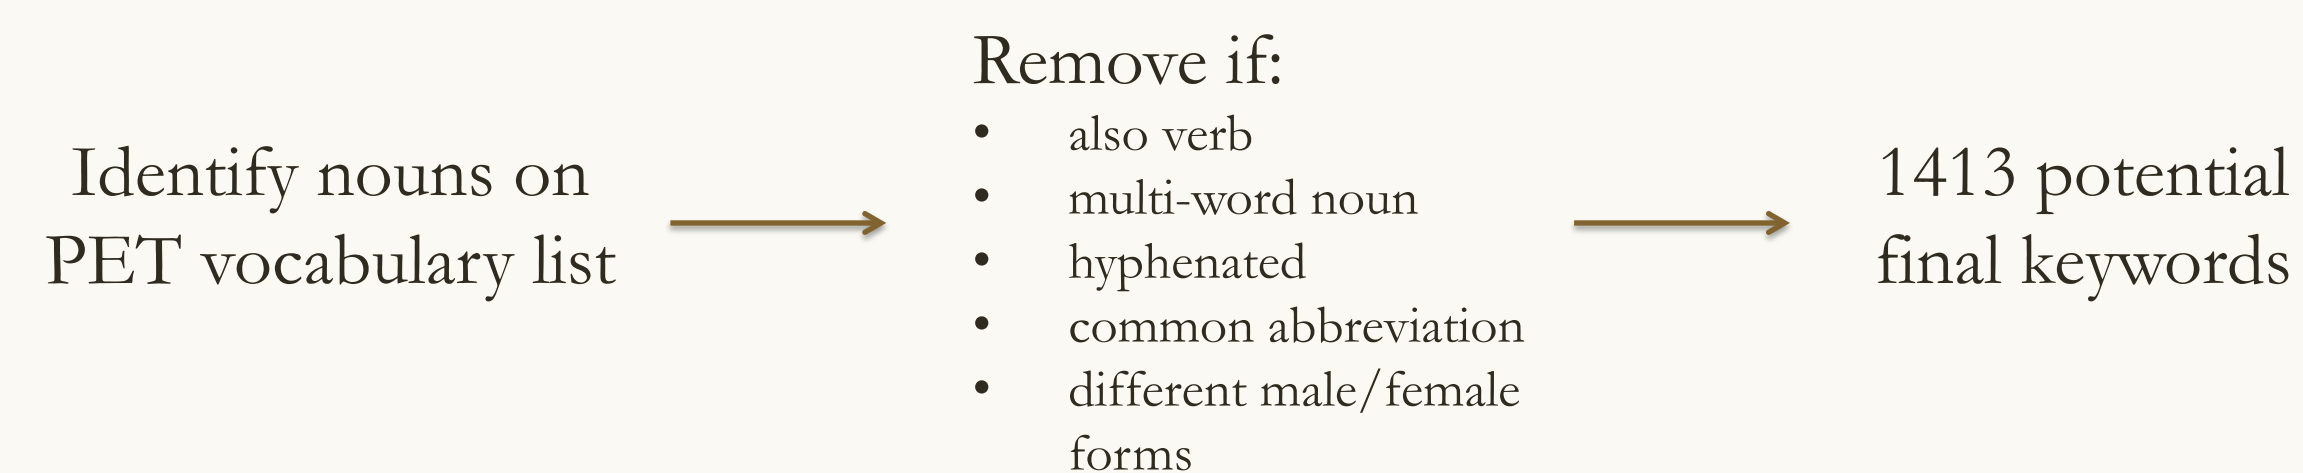 Identify nouns on
PET vocabulary list
Remove if:
• also verb
• multi-word noun
• hyphenated
• common abbreviation
• different male/female
forms
1413 potential
final keywords